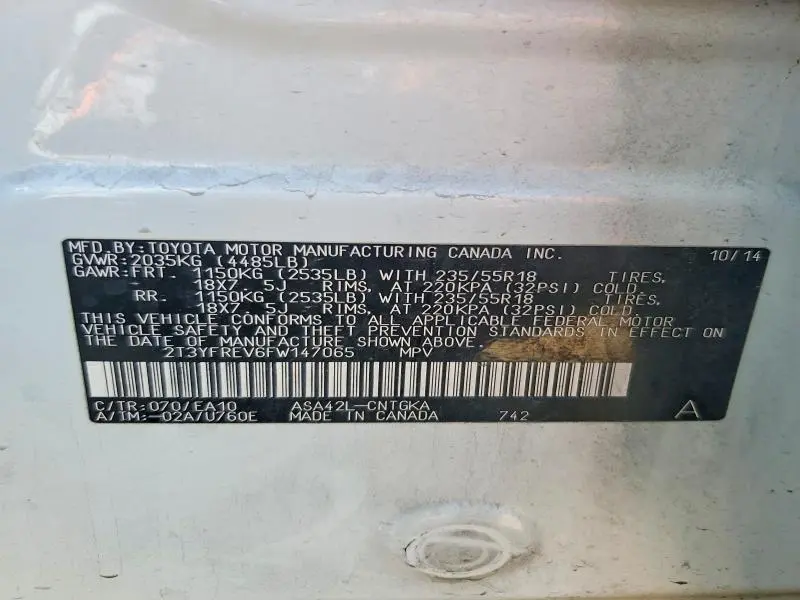 MFD. BY: TOYOTA MOTOR MANUFACTURING CANADA INC. 10/14
GVWR: 2035KG (4485LB)
GAWR: FRT. 1150KG (2535LB) WITH 235/55R18 TIRES,
18X7. 5J RIMS, AT 220KPA (32PSI) COLD.
RR. 1150KG (2535LB) WITH 235/55R18 TIRES,
18X7. 5J RIMS, AT 220KPA (32PSI) COLD.
THIS VEHICLE CONFORMS TO ALL APPLICABLE FEDERAL MOTOR
VEHICLE SAFETY AND THEFT PREVENTION STANDARDS IN EFFECT ON
THE DATE OF MANUFACTURE SHOWN ABOVE.
2T3YFREV6FW147065 MPV
C/TR: 070/EA10 ASA42L-CNTGKA
A/TM: -02A/U760E MADE IN CANADA 742 A